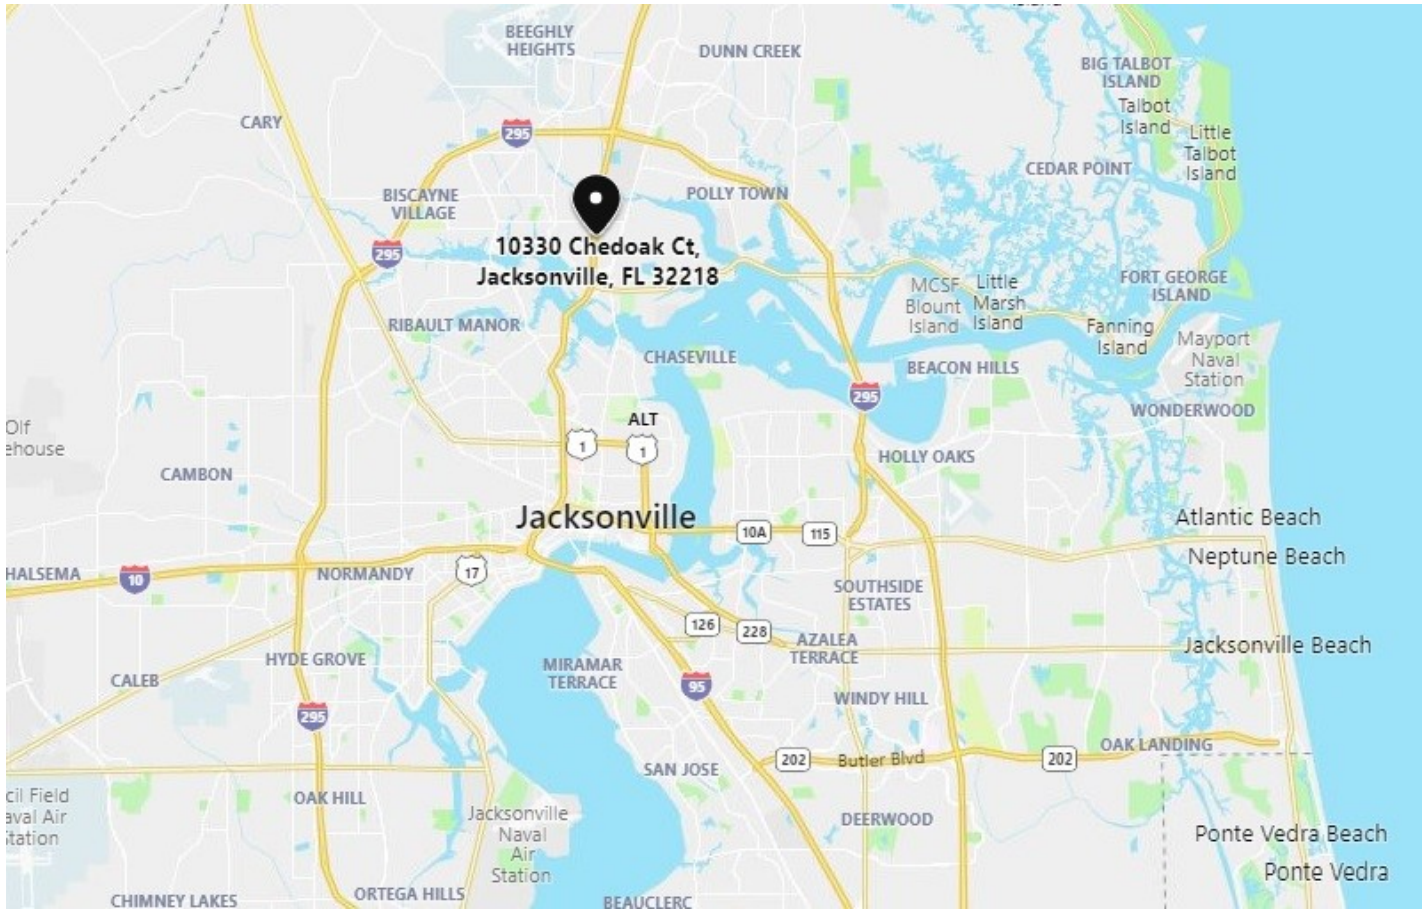 BEEGHLY
HEIGHTS
DUNN CREEK
BIG TALBOT
ISLAND
Talbot
Island
Little
Talbot
Island
CARY
295
CEDAR POINT
BISCAYNE
VILLAGE
POLLY TOWN
295
10330 Chedoak Ct,
Jacksonville, FL 32218
MCSF
Blount
Island
Little
Marsh
Island
FORT GEORGE
ISLAND
RIBAULT MANOR
Fanning
Island
Mayport
Naval
Station
CHASEVILLE
BEACON HILLS
295
WONDERWOOD
ALT
1
1
HOLLY OAKS
CAMBON
Jacksonville
10A
115
Atlantic Beach
Neptune Beach
HALSEMA
10
NORMANDY
17
SOUTHSIDE
ESTATES
126
228
AZALEA
TERRACE
Jacksonville Beach
HYDE GROVE
MIRAMAR
TERRACE
CALEB
95
WINDY HILL
295
OAK LANDING
202
Butler Blvd
202
SAN JOSE
OAK HILL
cil Field
aval Air
Station
Jacksonville
Naval
Air
Station
DEERWOOD
Ponte Vedra Beach
Ponte Vedra
CHIMNEY LAKES
ORTEGA HILLS
BEAUCLERC